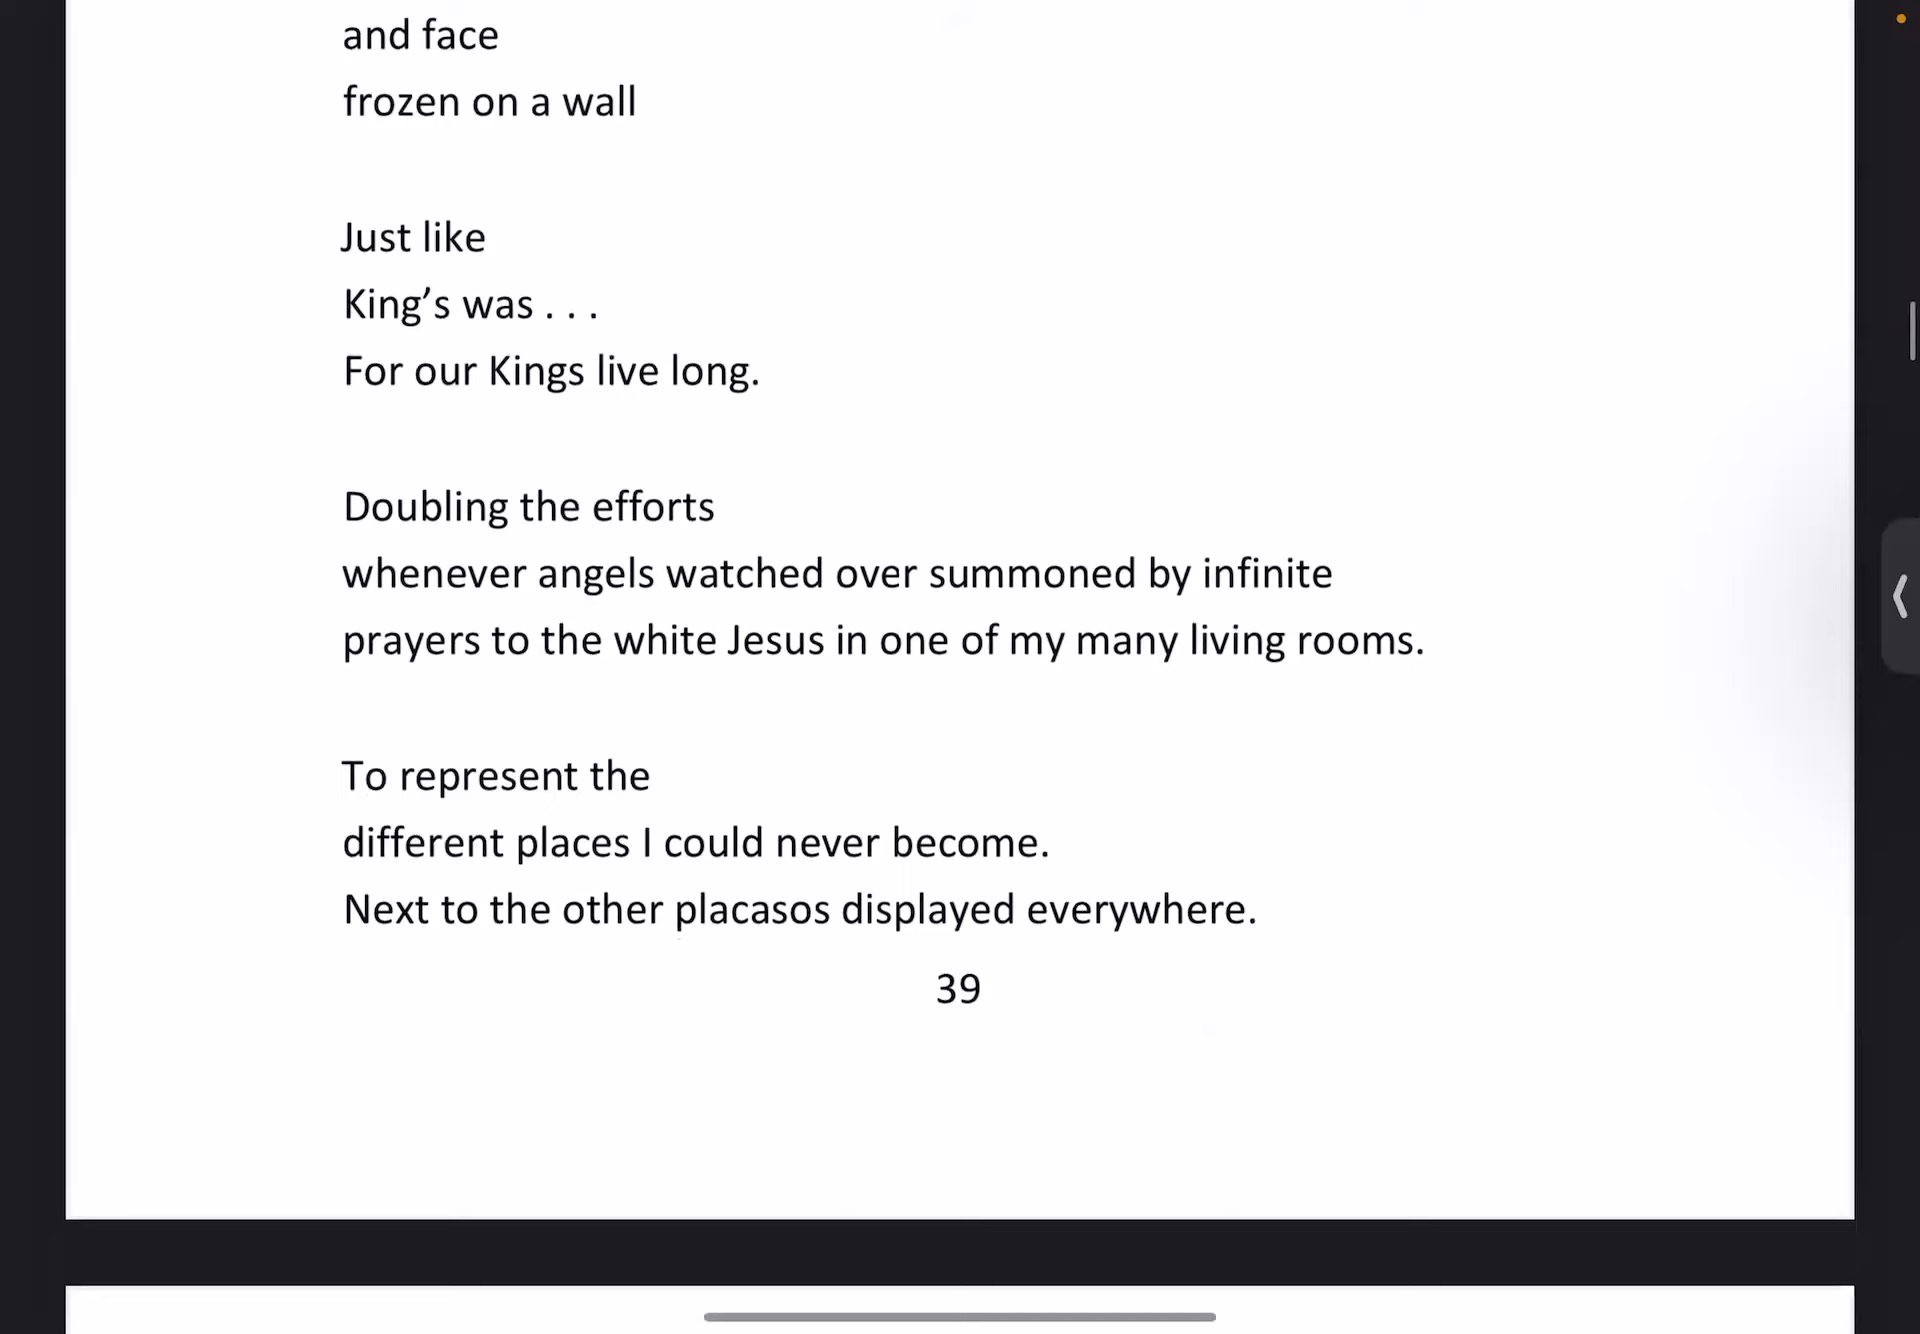 and face
frozen on a wall
Just like
King’s was . . .
For our Kings live long.
Doubling the efforts
whenever angels watched over summoned by infinite
prayers to the white Jesus in one of my many living rooms.
To represent the
different places I could never become.
Next to the other placasos displayed everywhere.
39